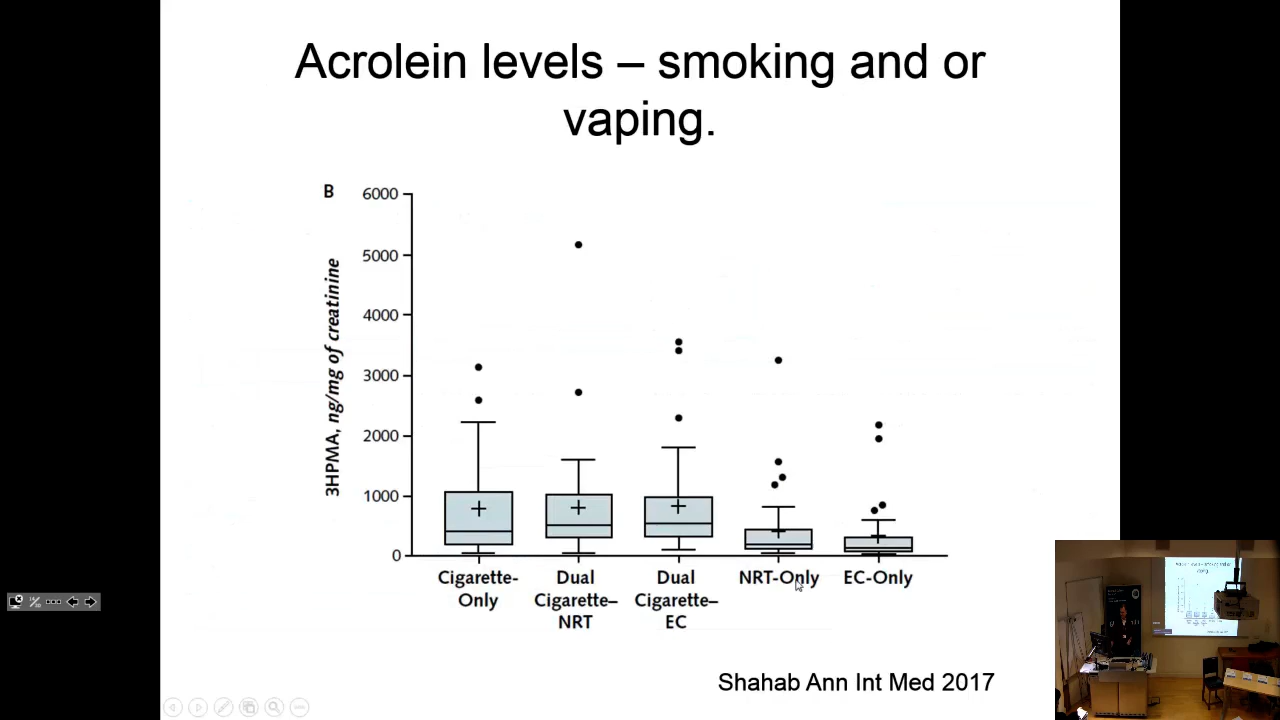 Acrolein levels – smoking and or
vaping.
B
6000
5000
4000
3000
2000
1000
0
3HPMA, ng/mg of creatinine
Cigarette-
Only
Dual
Cigarette–
NRT
Dual
Cigarette–
EC
NRT-Only
EC-Only
Shahab Ann Int Med 2017